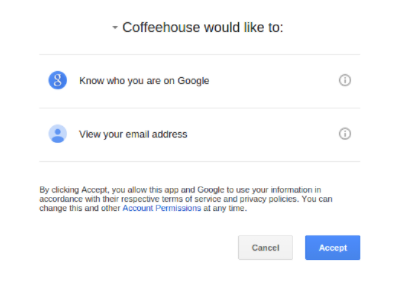 Coffeehouse would like to:
Know who you are on Google
View your email address
By clicking Accept, you allow this app and Google to use your information in
accordance with their respective terms of service and privacy policies. You can
change this and other Account Permissions at any time.
Cancel
Accept